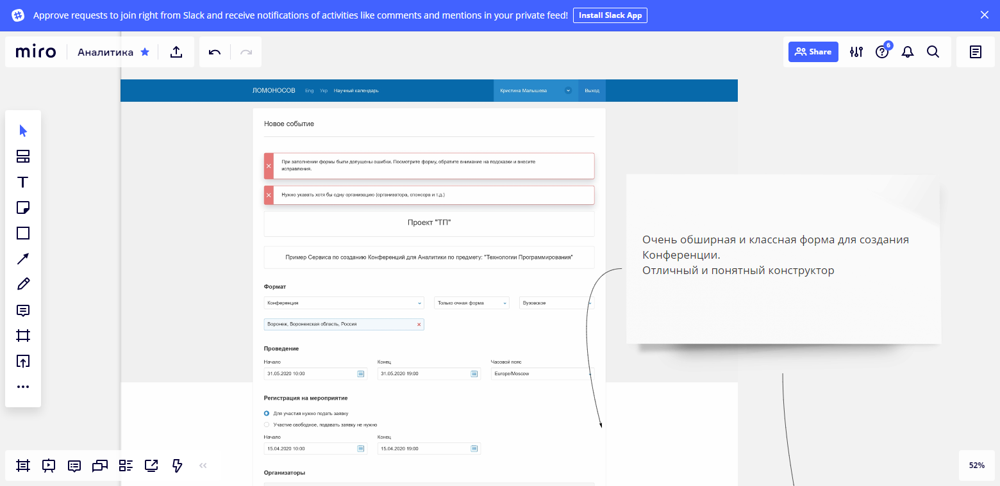 Approve requests to join right from Slack and receive notifications of activities like comments and mentions in your private feed! Install Slack App
miro Аналитика
Share 6
ЛОМОНОСОВ Eng Укр Научный календарь Кристина Малышева Выход
Новое событие
При заполнении формы были допущены ошибки. Посмотрите форму, обратите внимание на подсказки и внесите
исправления.
Нужно указать хотя бы одну организацию (организатора, спонсора и т.д.)
Проект "ТП"
Пример Сервиса по созданию Конференций для Аналитики по предмету: "Технологии Программирования"
Формат
Конференция Только очная форма Вузовское
Воронеж, Воронежская область, Россия
Проведение
Начало Конец Часовой пояс
31.05.2020 10:00 31.05.2020 19:00 Europe/Moscow
Регистрация на мероприятие
Для участия нужно подать заявку
Участие свободное, подавать заявку не нужно
Начало Конец
15.04.2020 10:00 15.04.2020 19:00
Организаторы
Очень обширная и классная форма для создания
Конференции.
Отличный и понятный конструктор
52%